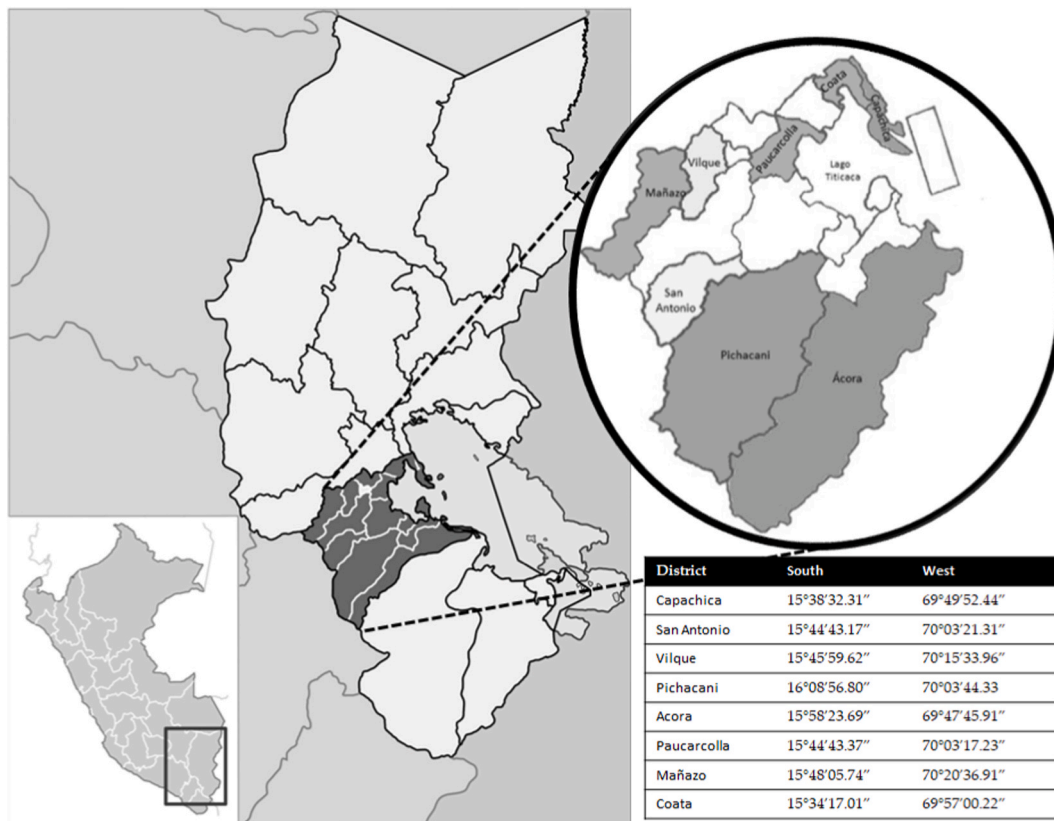 Coata
Capachica
Paucarcolla
Vilque
Lago
Titicaca
Mañazo
San
Antonio
Pichacani
Ácora
District South West
Capachica 15°38′32.31″ 69°49′52.44″
San Antonio 15°44′43.17″ 70°03′21.31″
Vilque 15°45′59.62″ 70°15′33.96″
Pichacani 16°08′56.80″ 70°03′44.33
Acora 15°58′23.69″ 69°47′45.91″
Paucarcolla 15°44′43.37″ 70°03′17.23″
Mañazo 15°48′05.74″ 70°20′36.91″
Coata 15°34′17.01″ 69°57′00.22″